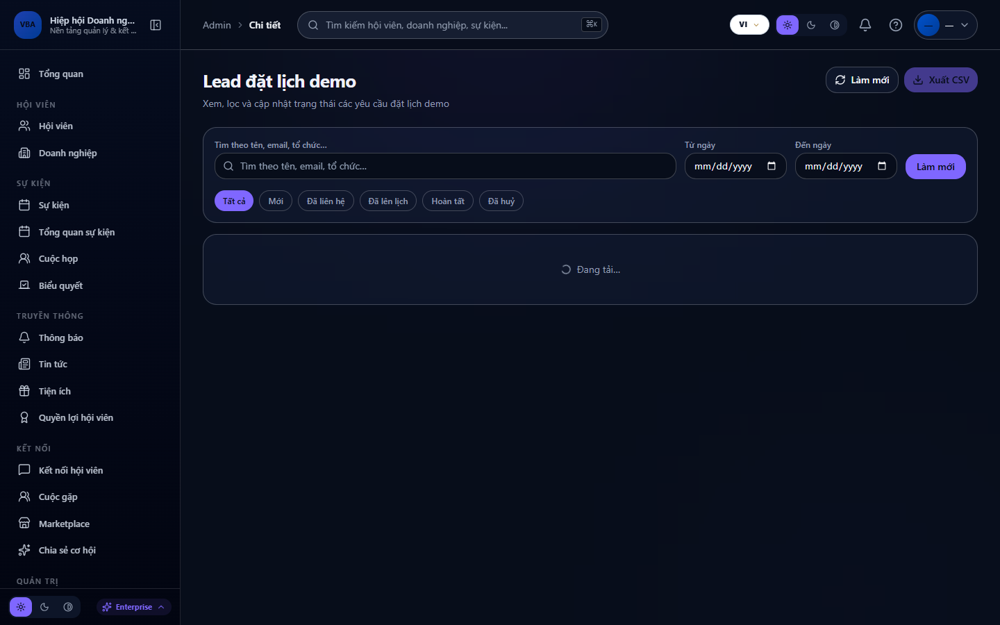 VBA
Hiệp hội Doanh ng...
Nền tảng quản lý & kết ...
Admin > Chi tiết
Tìm kiếm hội viên, doanh nghiệp, sự kiện...
⌘K
VI
—
—
Tổng quan
HỘI VIÊN
Hội viên
Doanh nghiệp
SỰ KIỆN
Sự kiện
Tổng quan sự kiện
Cuộc họp
Biểu quyết
TRUYỀN THÔNG
Thông báo
Tin tức
Tiện ích
Quyền lợi hội viên
KẾT NỐI
Kết nối hội viên
Cuộc gặp
Marketplace
Chia sẻ cơ hội
QUẢN TRỊ
Enterprise
Lead đặt lịch demo
Xem, lọc và cập nhật trạng thái các yêu cầu đặt lịch demo
Làm mới
Xuất CSV
Tìm theo tên, email, tổ chức...
Từ ngày
Đến ngày
Tìm theo tên, email, tổ chức...
mm/dd/yyyy
mm/dd/yyyy
Làm mới
Tất cả
Mới
Đã liên hệ
Đã lên lịch
Hoàn tất
Đã huỷ
Đang tải...